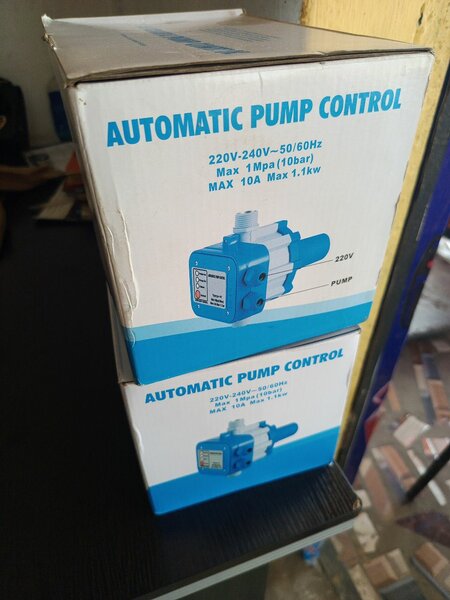 AUTOMATIC PUMP CONTROL
220V-240V~50/60Hz
Max 1Mpa(10bar)
MAX 10A Max 1.1kw
220V
PUMP
AUTOMATIC PUMP CONTROL
220V-240V~50/60Hz
Max 1Mpa(10bar)
MAX 10A Max 1.1kw